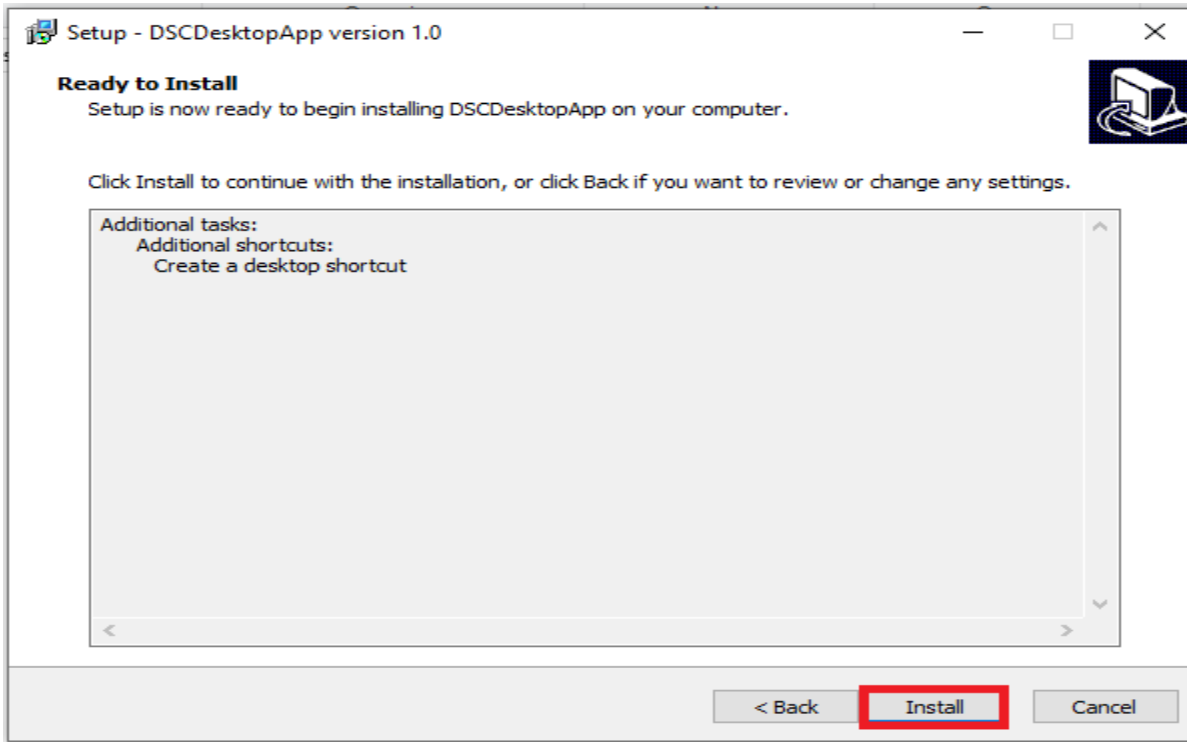 Setup - DSCDesktopApp version 1.0
Ready to Install
Setup is now ready to begin installing DSCDesktopApp on your computer.
Click Install to continue with the installation, or click Back if you want to review or change any settings.
Additional tasks:
Additional shortcuts:
Create a desktop shortcut
< Back
Install
Cancel